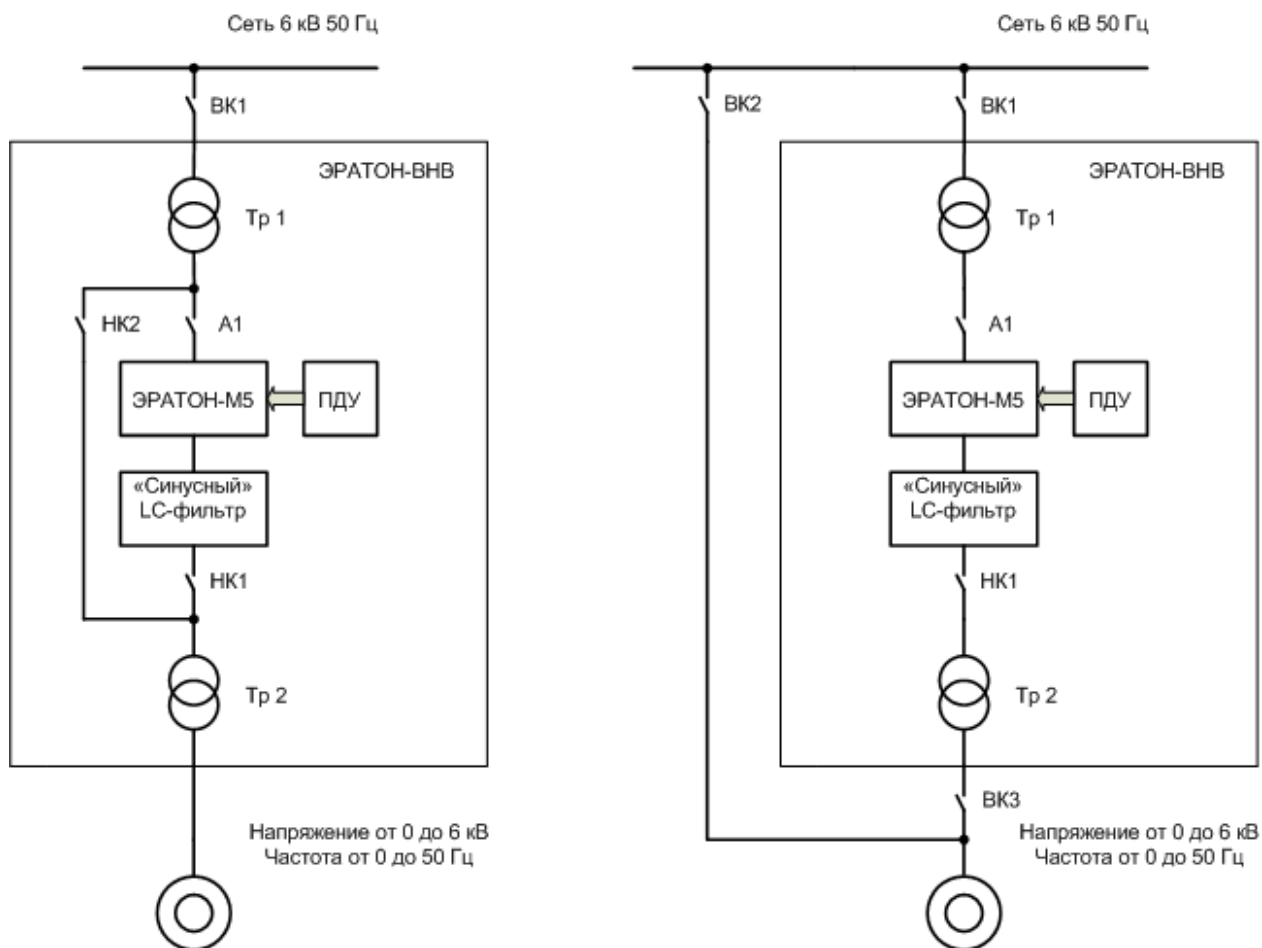 Сеть 6 кВ 50 Гц
ВК1
ЭРАТОН-ВНВ
Тр 1
НК2
А1
ЭРАТОН-М5
ПДУ
«Синусный»
LC-фильтр
НК1
Тр 2
Напряжение от 0 до 6 кВ
Частота от 0 до 50 Гц
Сеть 6 кВ 50 Гц
ВК2
ВК1
ЭРАТОН-ВНВ
Тр 1
А1
ЭРАТОН-М5
ПДУ
«Синусный»
LC-фильтр
НК1
Тр 2
ВК3
Напряжение от 0 до 6 кВ
Частота от 0 до 50 Гц